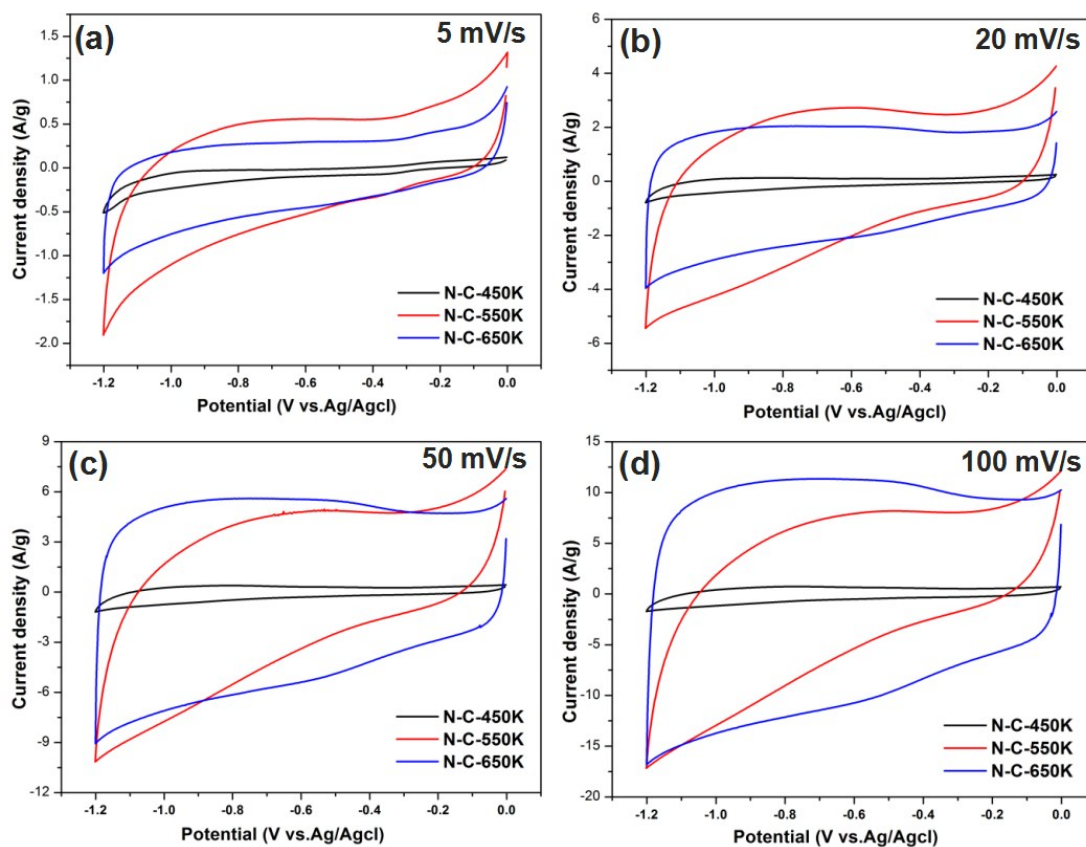 (a)
5 mV/s
1.5
1.0
0.5
0.0
-0.5
-1.0
-1.5
-2.0
Current density (A/g)
N-C-450K
N-C-550K
N-C-650K
-1.2 -1.0 -0.8 -0.6 -0.4 -0.2 0.0
Potential (V vs.Ag/Agcl)
(b)
20 mV/s
6
4
2
0
-2
-4
-6
Current density (A/g)
N-C-450K
N-C-550K
N-C-650K
-1.2 -1.0 -0.8 -0.6 -0.4 -0.2 0.0
Potential (V vs.Ag/Agcl)
(c)
50 mV/s
9
6
3
0
-3
-6
-9
-12
Current density (A/g)
N-C-450K
N-C-550K
N-C-650K
-1.2 -1.0 -0.8 -0.6 -0.4 -0.2 0.0
Potential (V vs.Ag/Agcl)
(d)
100 mV/s
15
10
5
0
-5
-10
-15
-20
Current density (A/g)
N-C-450K
N-C-550K
N-C-650K
-1.2 -1.0 -0.8 -0.6 -0.4 -0.2 0.0
Potential (V vs.Ag/Agcl)